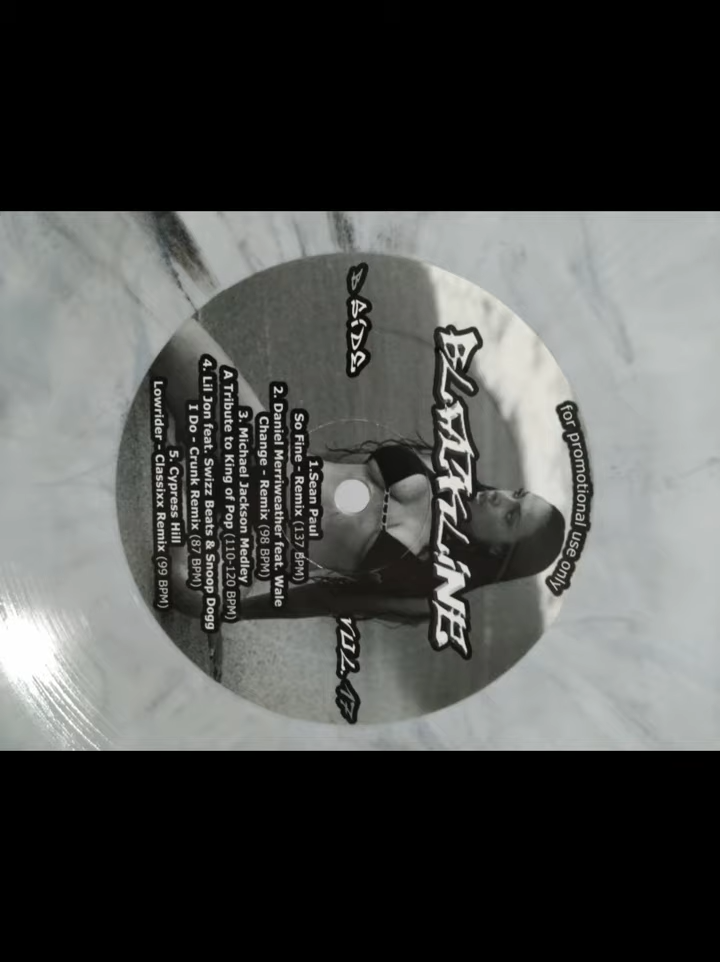 for promotional use only
BLACKLINE
B SIDE
VOL. 17
1.Sean Paul
So Fine - Remix (137 BPM)
2. Daniel Merriweather feat. Wale
Change - Remix (98 BPM)
3. Michael Jackson Medley
A Tribute to King of Pop (110-120 BPM)
4. Lil Jon feat. Swizz Beats & Snoop Dogg
I Do - Crunk Remix (87 BPM)
5. Cypress Hill
Lowrider - Classixx Remix (99 BPM)